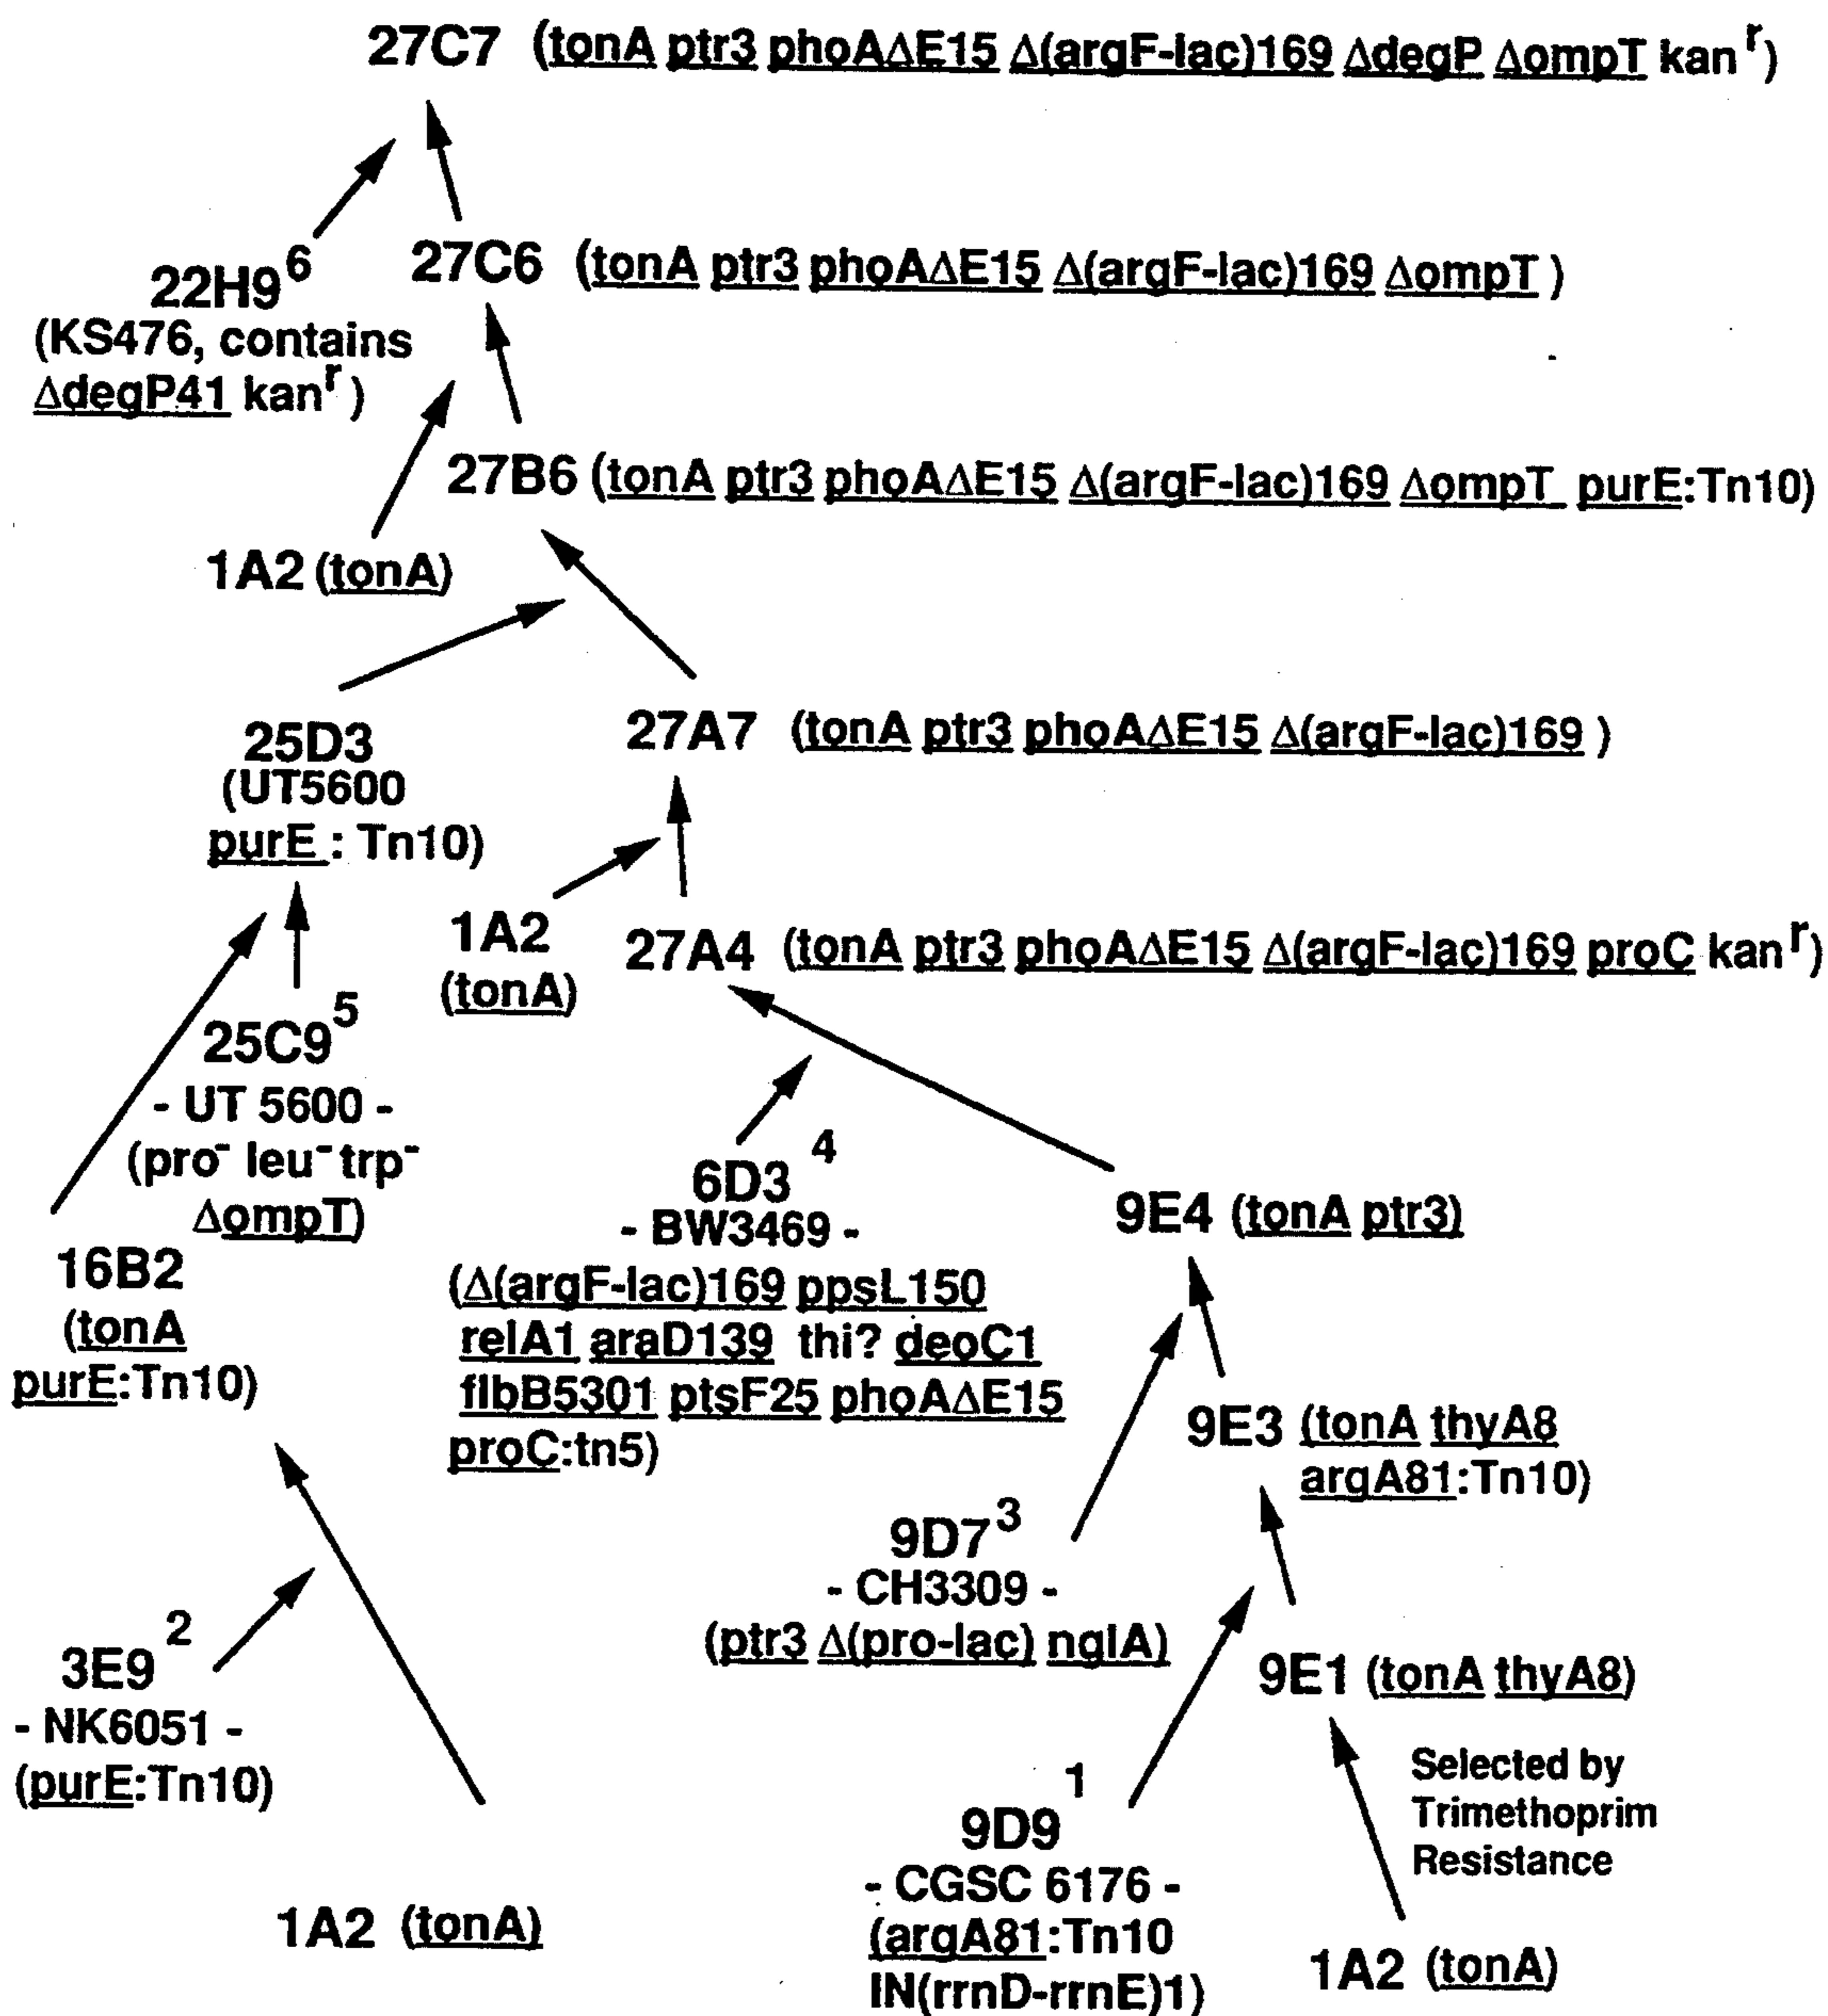 27C7 (tonA ptr3 phoAΔE15 Δ(argF-lac)169 ΔdegP ΔompT kanʳ)
22H9⁶
(KS476, contains
ΔdegP41 kanʳ)
27C6 (tonA ptr3 phoAΔE15 Δ(argF-lac)169 ΔompT )
27B6 (tonA ptr3 phoAΔE15 Δ(argF-lac)169 ΔompT purE:Tn10)
1A2 (tonA)
25D3
(UT5600
purE : Tn10)
27A7 (tonA ptr3 phoAΔE15 Δ(argF-lac)169 )
1A2
(tonA)
27A4 (tonA ptr3 phoAΔE15 Δ(argF-lac)169 proC kanʳ)
25C9⁵
- UT 5600 -
(pro⁻ leu⁻ trp⁻
ΔompT)
16B2
(tonA
purE:Tn10)
6D3 ⁴
- BW3469 -
(Δ(argF-lac)169 ppsL150
relA1 araD139 thi? deoC1
flbB5301 ptsF25 phoAΔE15
proC:tn5)
9E4 (tonA ptr3)
9E3 (tonA thyA8
argA81:Tn10)
9D7³
- CH3309 -
(ptr3 Δ(pro-lac) nglA)
3E9 ²
- NK6051 -
(purE:Tn10)
9E1 (tonA thyA8)
Selected by
Trimethoprim
Resistance
9D9 ¹
- CGSC 6176 -
(argA81:Tn10
IN(rrnD-rrnE)1)
1A2 (tonA)
1A2 (tonA)